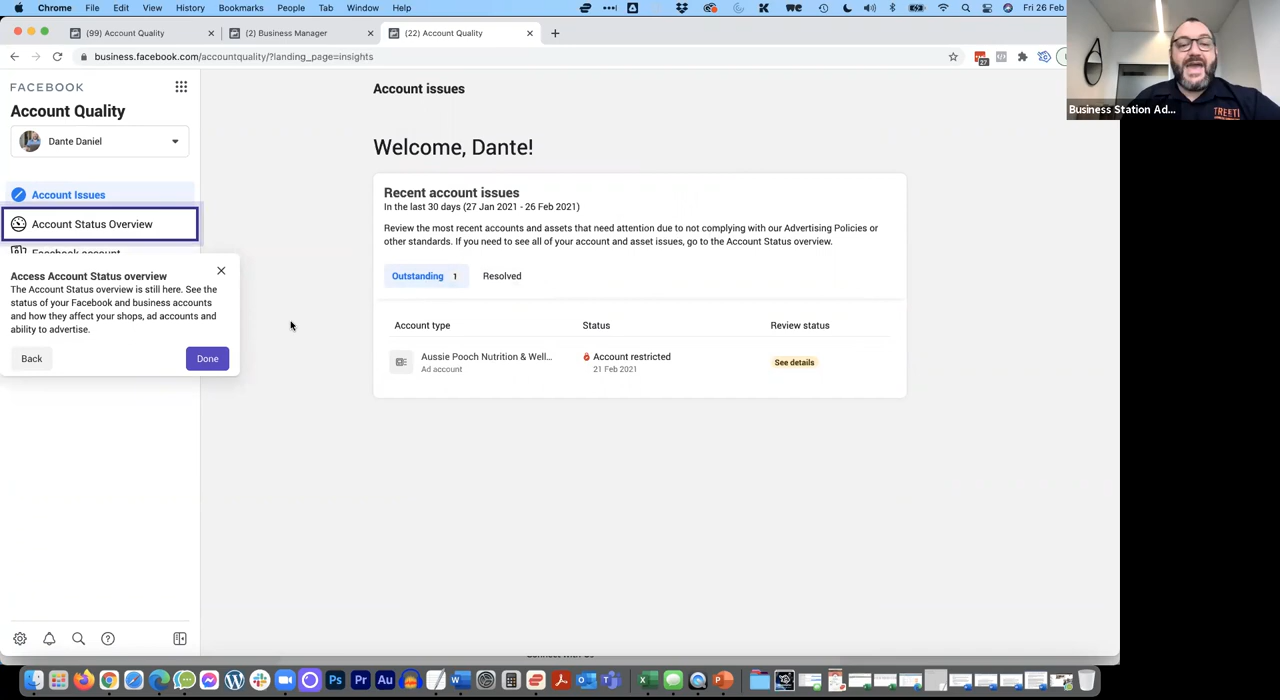 Chrome File Edit View History Bookmarks People Tab Window Help
Fri 26 Feb
(99) Account Quality
(2) Business Manager
(22) Account Quality
business.facebook.com/accountquality/?landing_page=insights
27
Business Station Ad...
FACEBOOK
Account Quality
Dante Daniel
Account Issues
Account Status Overview
Facebook account
Access Account Status overview
The Account Status overview is still here. See the
status of your Facebook and business accounts
and how they affect your shops, ad accounts and
ability to advertise.
Back
Done
Account issues
Welcome, Dante!
Recent account issues
In the last 30 days (27 Jan 2021 - 26 Feb 2021)
Review the most recent accounts and assets that need attention due to not complying with our Advertising Policies or
other standards. If you need to see all of your account and asset issues, go to the Account Status overview.
Outstanding 1 Resolved
Account type Status Review status
Aussie Pooch Nutrition & Well... Account restricted See details
Ad account 21 Feb 2021